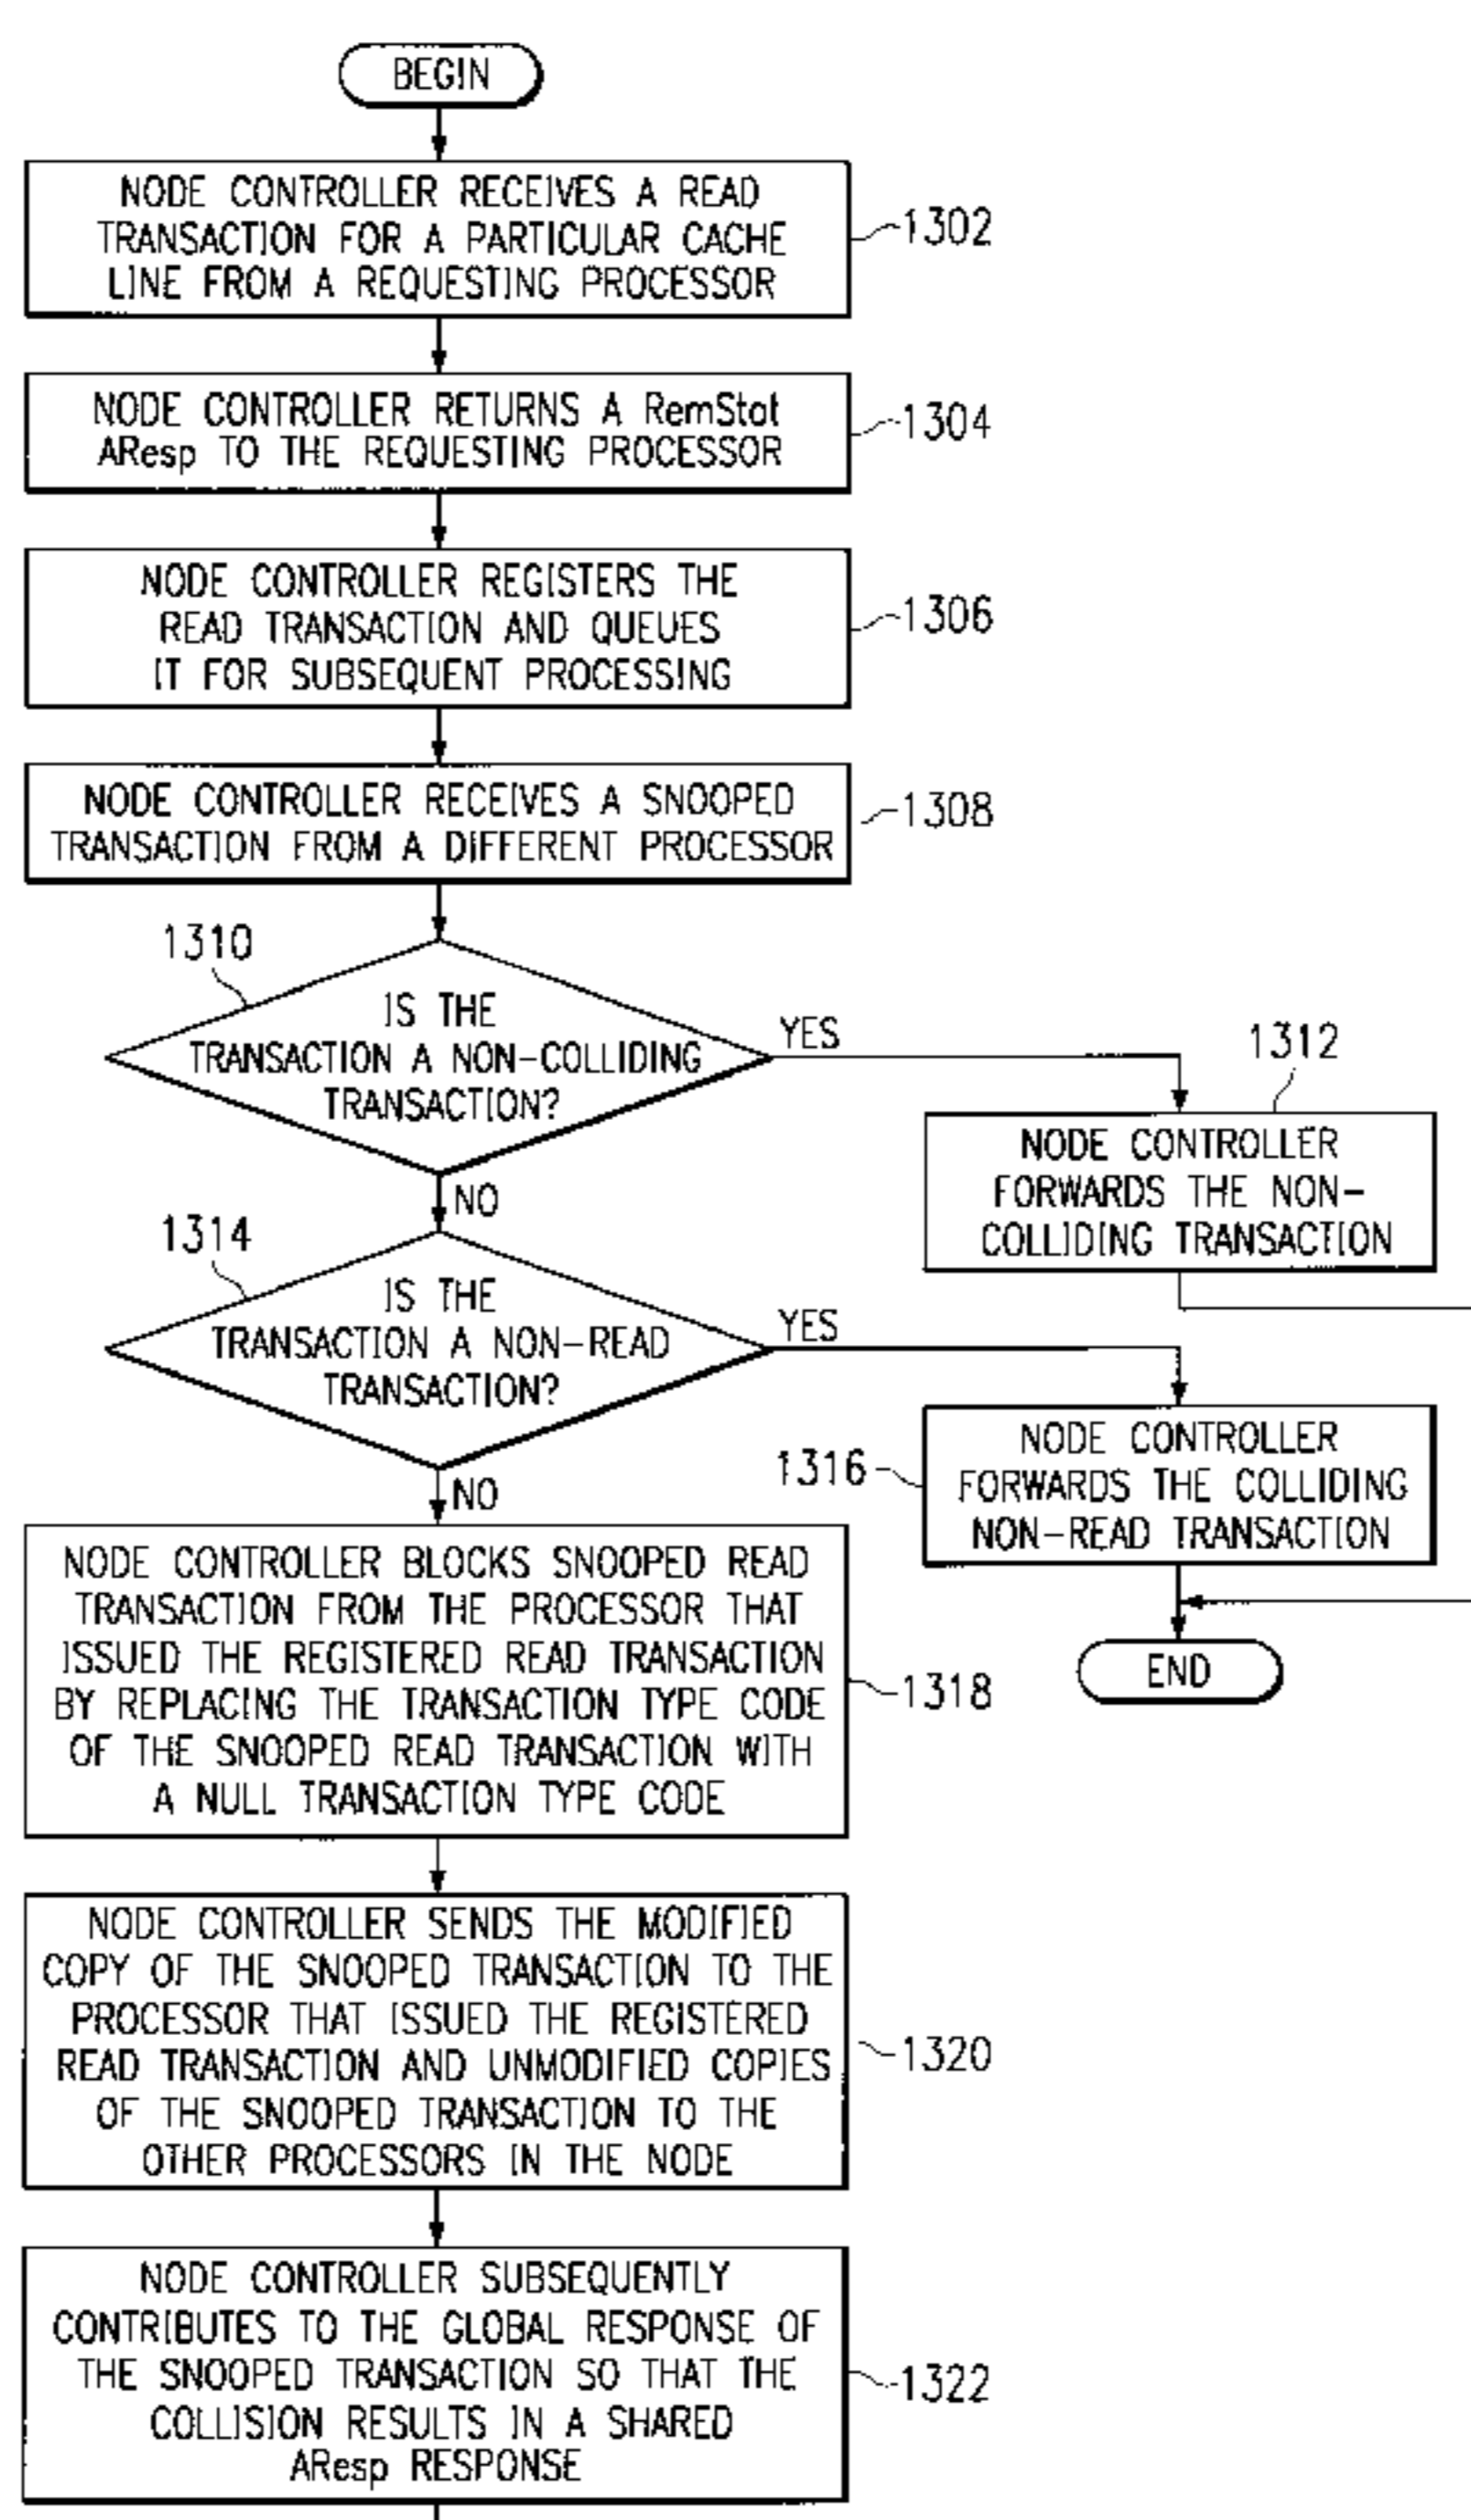 BEGIN
NODE CONTROLLER RECEIVES A READ
TRANSACTION FOR A PARTICULAR CACHE
LINE FROM A REQUESTING PROCESSOR
1302
NODE CONTROLLER RETURNS A RemStat
AResp TO THE REQUESTING PROCESSOR
1304
NODE CONTROLLER REGISTERS THE
READ TRANSACTION AND QUEUES
IT FOR SUBSEQUENT PROCESSING
1306
NODE CONTROLLER RECEIVES A SNOOPED
TRANSACTION FROM A DIFFERENT PROCESSOR
1308
1310
IS THE
TRANSACTION A NON-COLLIDING
TRANSACTION?
YES
NO
1312
NODE CONTROLLER
FORWARDS THE NON-
COLLIDING TRANSACTION
1314
IS THE
TRANSACTION A NON-READ
TRANSACTION?
YES
NO
1316
NODE CONTROLLER
FORWARDS THE COLLIDING
NON-READ TRANSACTION
END
NODE CONTROLLER BLOCKS SNOOPED READ
TRANSACTION FROM THE PROCESSOR THAT
ISSUED THE REGISTERED READ TRANSACTION
BY REPLACING THE TRANSACTION TYPE CODE
OF THE SNOOPED READ TRANSACTION WITH
A NULL TRANSACTION TYPE CODE
1318
NODE CONTROLLER SENDS THE MODIFIED
COPY OF THE SNOOPED TRANSACTION TO THE
PROCESSOR THAT ISSUED THE REGISTERED
READ TRANSACTION AND UNMODIFIED COPIES
OF THE SNOOPED TRANSACTION TO THE
OTHER PROCESSORS IN THE NODE
1320
NODE CONTROLLER SUBSEQUENTLY
CONTRIBUTES TO THE GLOBAL RESPONSE OF
THE SNOOPED TRANSACTION SO THAT THE
COLLISION RESULTS IN A SHARED
AResp RESPONSE
1322